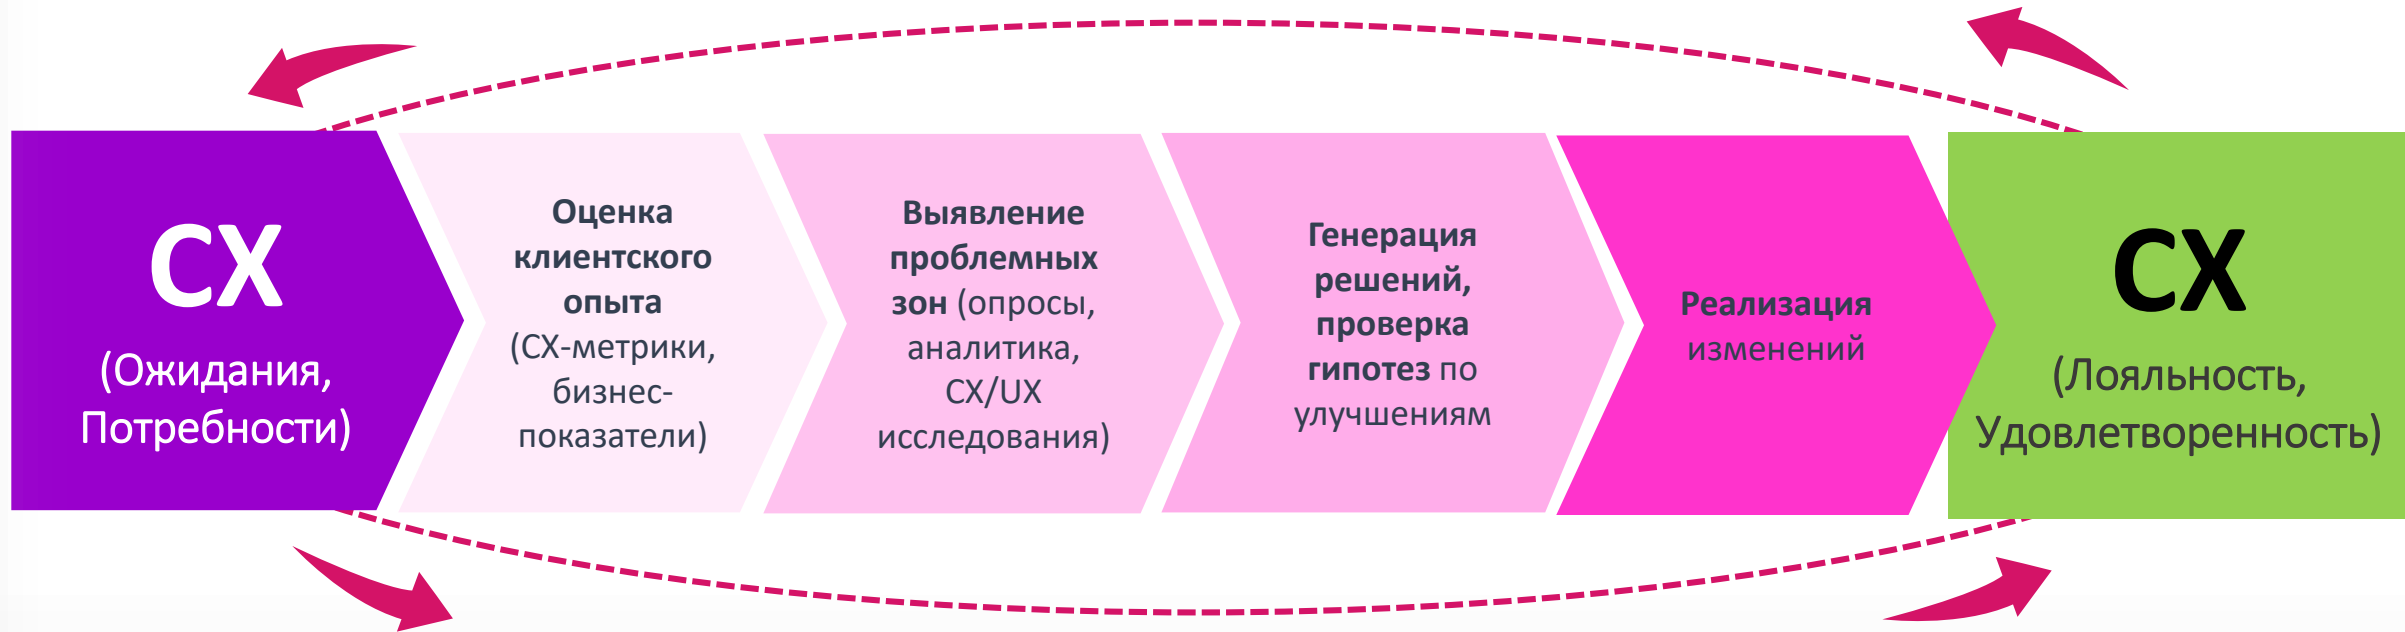 CX
(Ожидания,
Потребности)
Оценка
клиентского
опыта
(CX-метрики,
бизнес-
показатели)
Выявление
проблемных
зон (опросы,
аналитика,
CX/UX
исследования)
Генерация
решений,
проверка
гипотез по
улучшениям
Реализация
изменений
CX
(Лояльность,
Удовлетворенность)